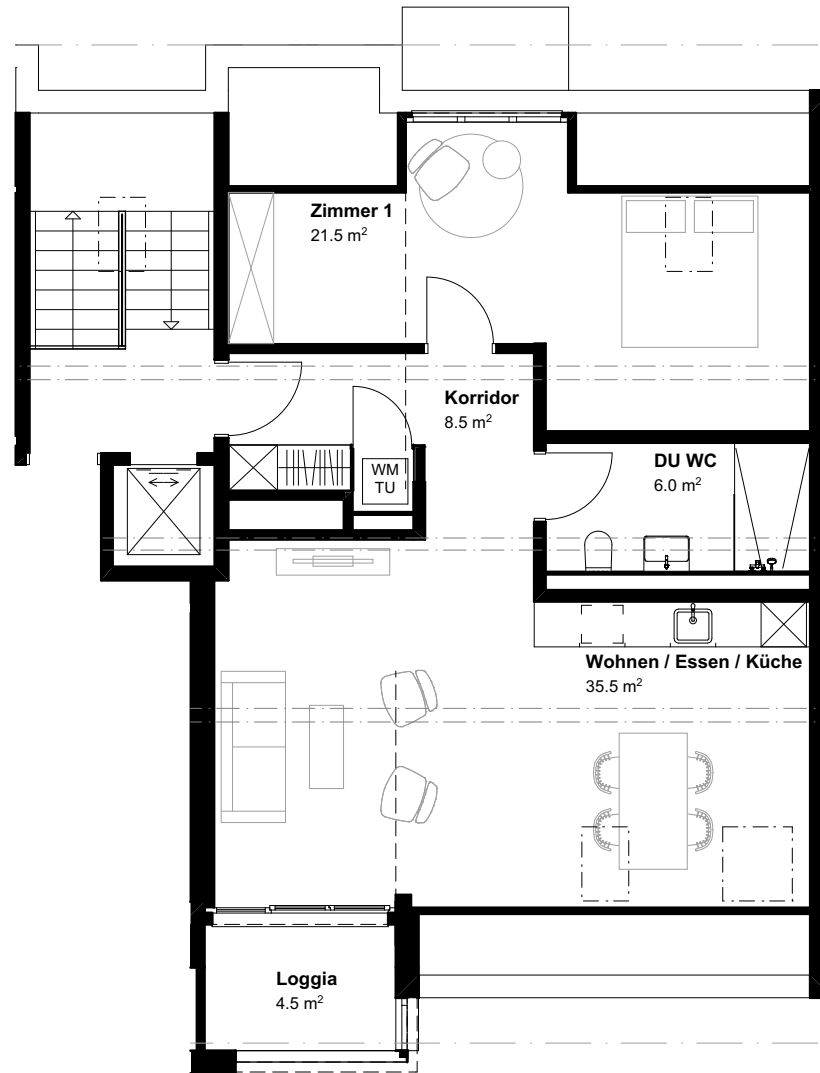 Zimmer 1
21.5 m²
Korridor
8.5 m²
DU WC
6.0 m²
WM
TU
Wohnen / Essen / Küche
35.5 m²
Loggia
4.5 m²